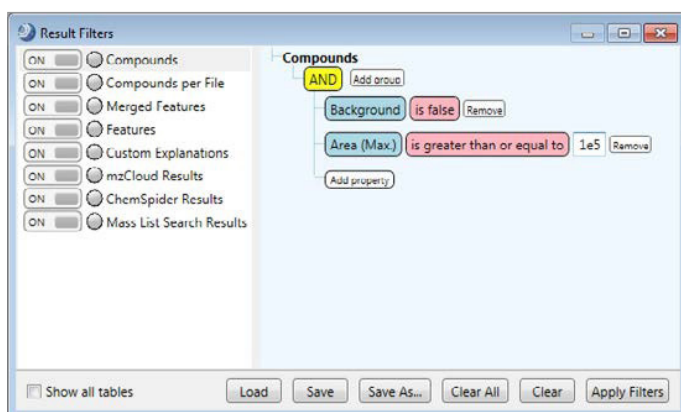 Result Filters
ON Compounds
ON Compounds per File
ON Merged Features
ON Features
ON Custom Explanations
ON mzCloud Results
ON ChemSpider Results
ON Mass List Search Results
Compounds
AND Add group
Background is false Remove
Area (Max.) is greater than or equal to 1e5 Remove
Add property
Show all tables Load Save Save As... Clear All Clear Apply Filters